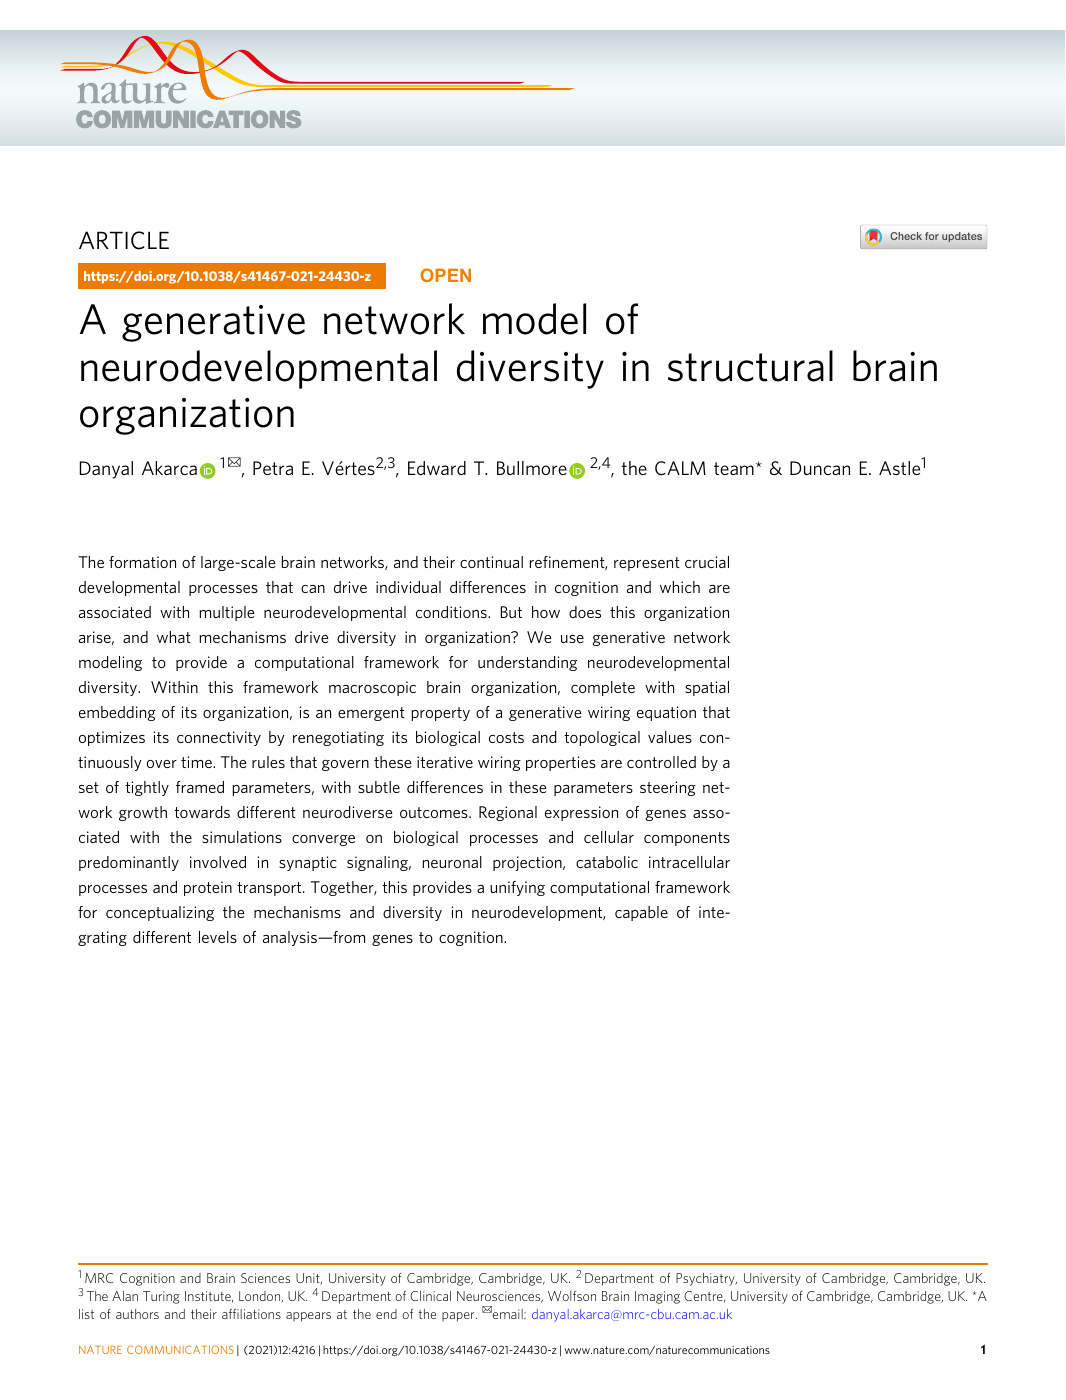 nature
COMMUNICATIONS
ARTICLE
Check for updates
https://doi.org/10.1038/s41467-021-24430-z
OPEN
A generative network model of
neurodevelopmental diversity in structural brain
organization
Danyal Akarca iD 1✉, Petra E. Vértes2,3, Edward T. Bullmore iD 2,4, the CALM team* & Duncan E. Astle1
The formation of large-scale brain networks, and their continual refinement, represent crucial
developmental processes that can drive individual differences in cognition and which are
associated with multiple neurodevelopmental conditions. But how does this organization
arise, and what mechanisms drive diversity in organization? We use generative network
modeling to provide a computational framework for understanding neurodevelopmental
diversity. Within this framework macroscopic brain organization, complete with spatial
embedding of its organization, is an emergent property of a generative wiring equation that
optimizes its connectivity by renegotiating its biological costs and topological values con-
tinuously over time. The rules that govern these iterative wiring properties are controlled by a
set of tightly framed parameters, with subtle differences in these parameters steering net-
work growth towards different neurodiverse outcomes. Regional expression of genes asso-
ciated with the simulations converge on biological processes and cellular components
predominantly involved in synaptic signaling, neuronal projection, catabolic intracellular
processes and protein transport. Together, this provides a unifying computational framework
for conceptualizing the mechanisms and diversity in neurodevelopment, capable of inte-
grating different levels of analysis—from genes to cognition.
1 MRC Cognition and Brain Sciences Unit, University of Cambridge, Cambridge, UK. 2 Department of Psychiatry, University of Cambridge, Cambridge, UK.
3 The Alan Turing Institute, London, UK. 4 Department of Clinical Neurosciences, Wolfson Brain Imaging Centre, University of Cambridge, Cambridge, UK. *A
list of authors and their affiliations appears at the end of the paper. ✉email: danyal.akarca@mrc-cbu.cam.ac.uk
NATURE COMMUNICATIONS | (2021)12:4216 | https://doi.org/10.1038/s41467-021-24430-z | www.nature.com/naturecommunications
1